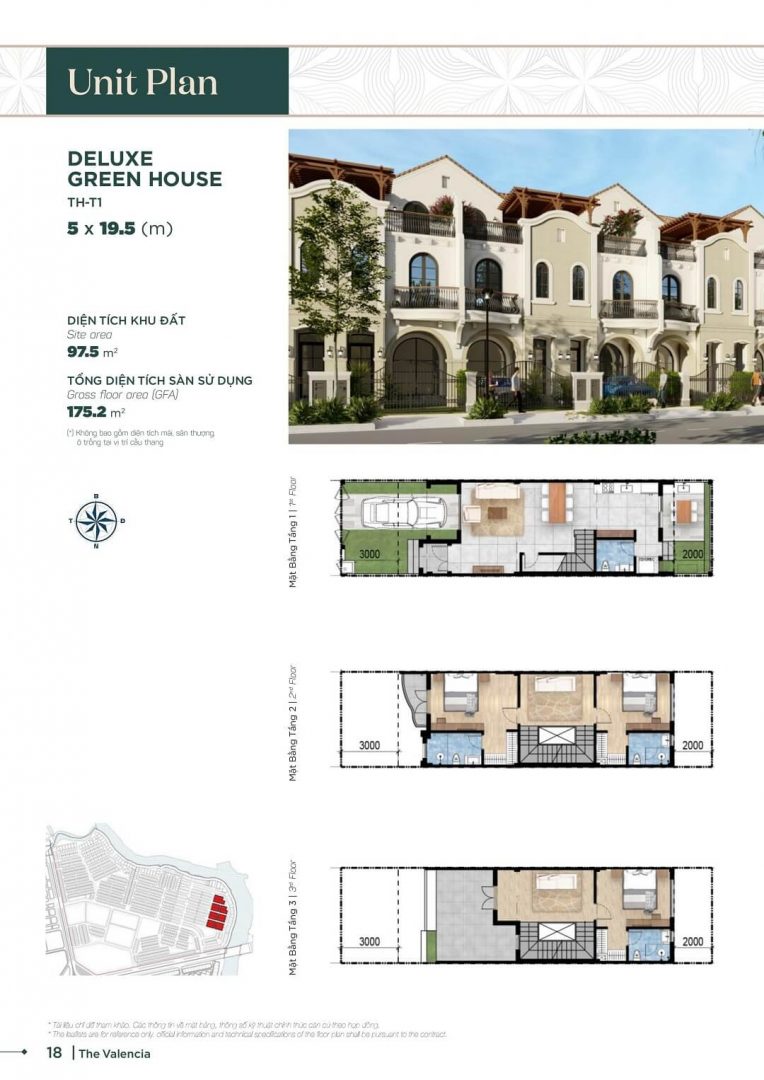 Unit Plan
DELUXE
GREEN HOUSE
TH-T1
5 x 19.5 (m)
DIỆN TÍCH KHU ĐẤT
Site area
97.5 m²
TỔNG DIỆN TÍCH SÀN SỬ DỤNG
Gross floor area (GFA)
175.2 m²
(*) Không bao gồm diện tích mái, sân thượng,
ô trống tại vị trí cầu thang
B
T
Đ
N
Mặt Bằng Tầng 1 | 1st Floor
3000
2000
Mặt Bằng Tầng 2 | 2nd Floor
3000
2000
Mặt Bằng Tầng 3 | 3rd Floor
3000
2000
* Tài liệu chỉ để tham khảo. Các thông tin về mặt bằng, thông số kỹ thuật chính thức căn cứ theo hợp đồng.
* The leaflets are for reference only, official information and technical specifications of the floor plan shall be pursuant to the contract.
18 | The Valencia